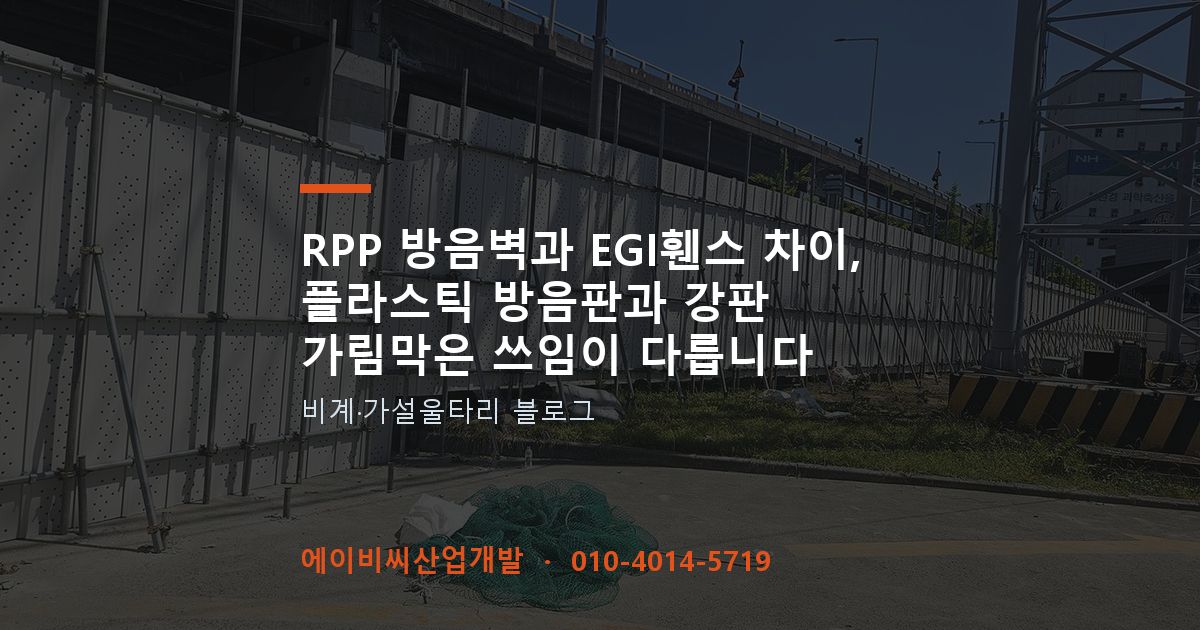 RPP 방음벽과 EGI휀스 차이,
플라스틱 방음판과 강판
가림막은 쓰임이 다릅니다
비계·가설울타리 블로그
에이비씨산업개발 · 010-4014-5719
NH